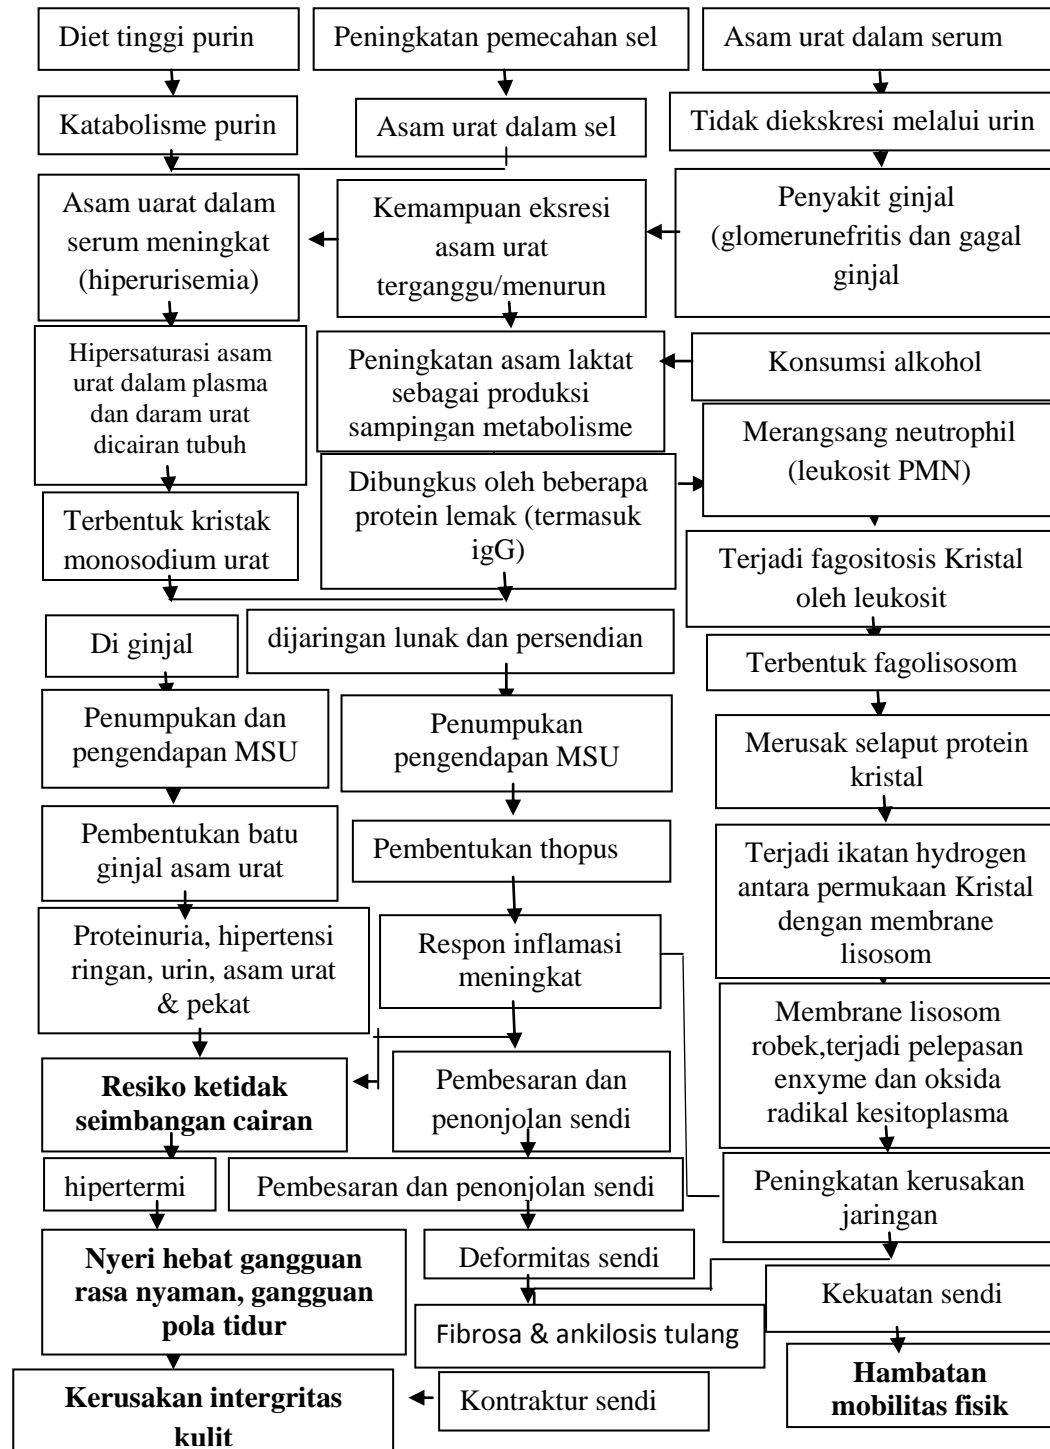 Diet tinggi purin
Peningkatan pemecahan sel
Asam urat dalam serum
Katabolisme purin
Asam urat dalam sel
Tidak diekskresi melalui urin
Asam uarat dalam
serum meningkat
(hiperurisemia)
Kemampuan eksresi
asam urat
terganggu/menurun
Penyakit ginjal
(glomerunefritis dan gagal
ginjal
Hipersaturasi asam
urat dalam plasma
dan daram urat
dicairan tubuh
Peningkatan asam laktat
sebagai produksi
sampingan metabolisme
Konsumsi alkohol
Merangsang neutrophil
(leukosit PMN)
Dibungkus oleh beberapa
protein lemak (termasuk
igG)
Terbentuk kristak
monosodium urat
Terjadi fagositosis Kristal
oleh leukosit
Di ginjal
dijaringan lunak dan persendian
Terbentuk fagolisosom
Penumpukan dan
pengendapan MSU
Penumpukan
pengendapan MSU
Merusak selaput protein
kristal
Pembentukan batu
ginjal asam urat
Pembentukan thopus
Terjadi ikatan hydrogen
antara permukaan Kristal
dengan membrane
lisosom
Proteinuria, hipertensi
ringan, urin, asam urat
& pekat
Respon inflamasi
meningkat
Membrane lisosom
robek,terjadi pelepasan
enxyme dan oksida
radikal kesitoplasma
Resiko ketidak
seimbangan cairan
Pembesaran dan
penonjolan sendi
hipertermi
Pembesaran dan penonjolan sendi
Peningkatan kerusakan
jaringan
Nyeri hebat gangguan
rasa nyaman, gangguan
pola tidur
Deformitas sendi
Kekuatan sendi
Fibrosa & ankilosis tulang
Hambatan
mobilitas fisik
Kerusakan intergritas
kulit
Kontraktur sendi